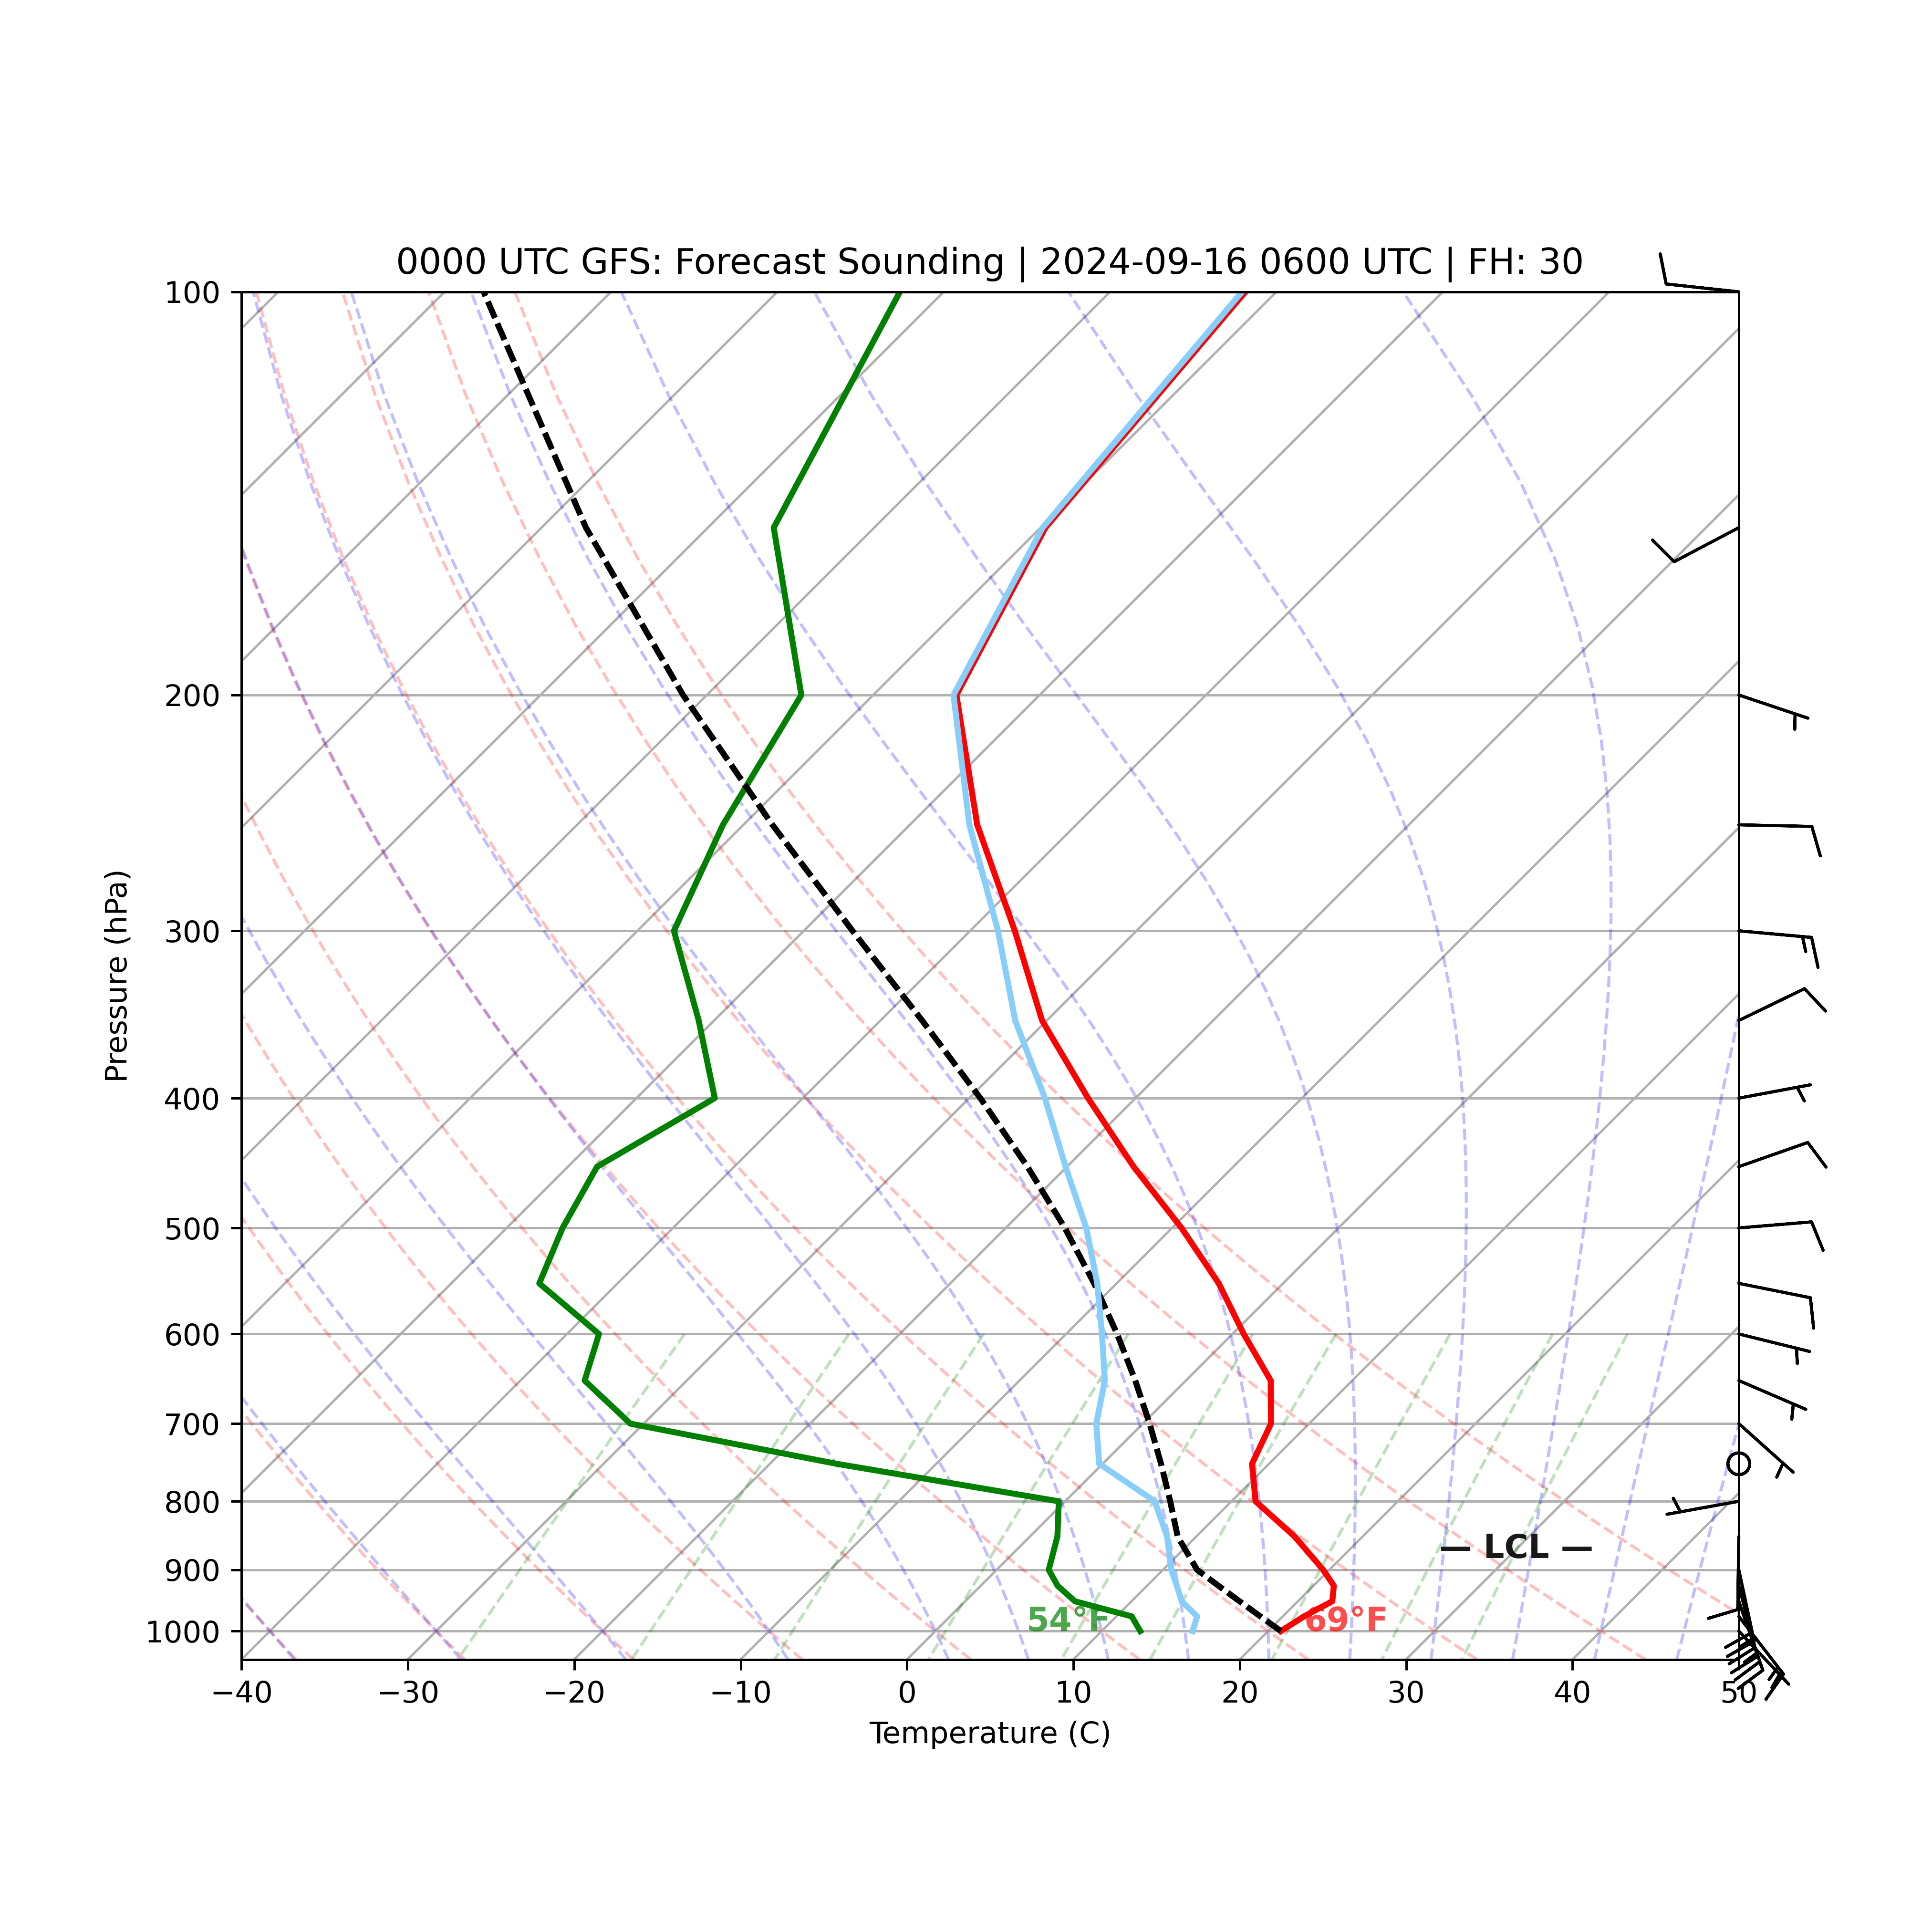 0000 UTC GFS: Forecast Sounding | 2024-09-16 0600 UTC | FH: 30
100
200
300
400
500
600
700
800
900
1000
Pressure (hPa)
— LCL —
54°F
69°F
−40 −30 −20 −10 0 10 20 30 40 50
Temperature (C)